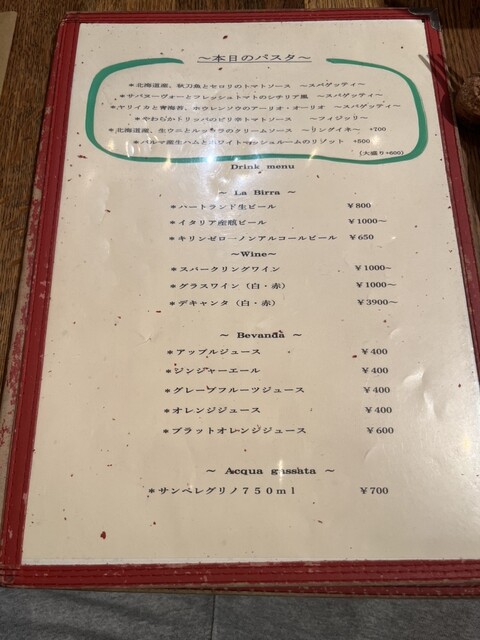 ～本日のパスタ～
＊北海道産、秋刀魚とセロリのトマトソース　～スパゲッティ～
＊サバヌーヴォーとフレッシュトマトのシチリア風　～スパゲッティ～
＊ヤリイカと青海苔、ホウレンソウのアーリオ・オーリオ　～スパゲッティ～
＊やわらかトリッパのピリ辛トマトソース　～フィジッリ～
＊北海道産、生ウニとルッコラのクリームソース　～リングイネ～　+700
＊パルマ産生ハムとホワイトマッシュルームのリゾット　+500
（大盛り+600）
Drink menu
～ La Birra ～
＊ハートランド生ビール　￥800
＊イタリア産瓶ビール　￥1000～
＊キリンゼロ―ノンアルコールビール　￥650
～Wine～
＊スパークリングワイン　￥1000～
＊グラスワイン（白・赤）　￥1000～
＊デキャンタ（白・赤）　￥3900～
～ Bevanda ～
＊アップルジュース　￥400
＊ジンジャーエール　￥400
＊グレープフルーツジュース　￥400
＊オレンジジュース　￥400
＊ブラットオレンジジュース　￥600
～ Acqua gassata ～
＊サンペレグリノ７５０ｍｌ　￥700